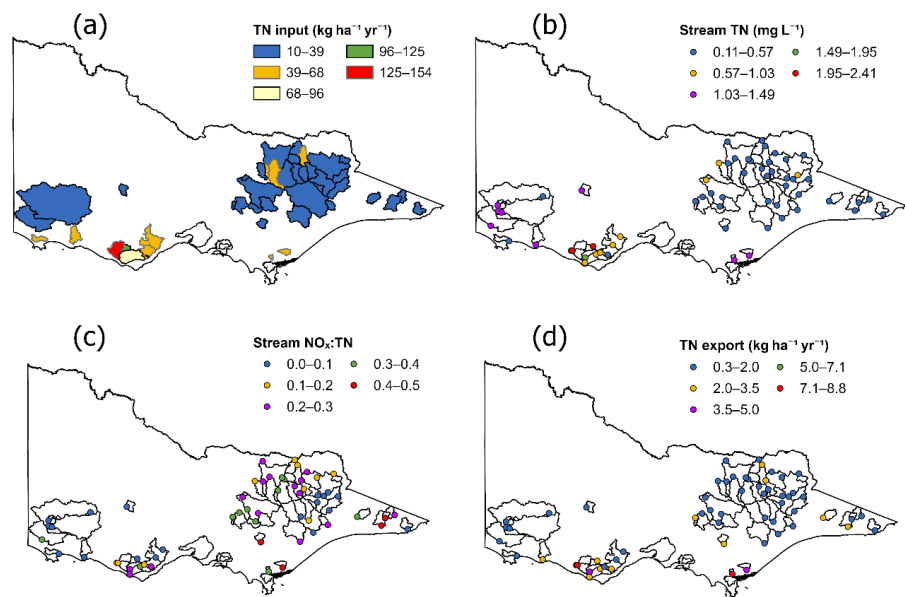 (a)
TN input (kg ha⁻¹ yr⁻¹)
10–39
96–125
39–68
125–154
68–96
(b)
Stream TN (mg L⁻¹)
0.11–0.57
1.49–1.95
0.57–1.03
1.95–2.41
1.03–1.49
(c)
Stream NOₓ:TN
0.0–0.1
0.3–0.4
0.1–0.2
0.4–0.5
0.2–0.3
(d)
TN export (kg ha⁻¹ yr⁻¹)
0.3–2.0
5.0–7.1
2.0–3.5
7.1–8.8
3.5–5.0